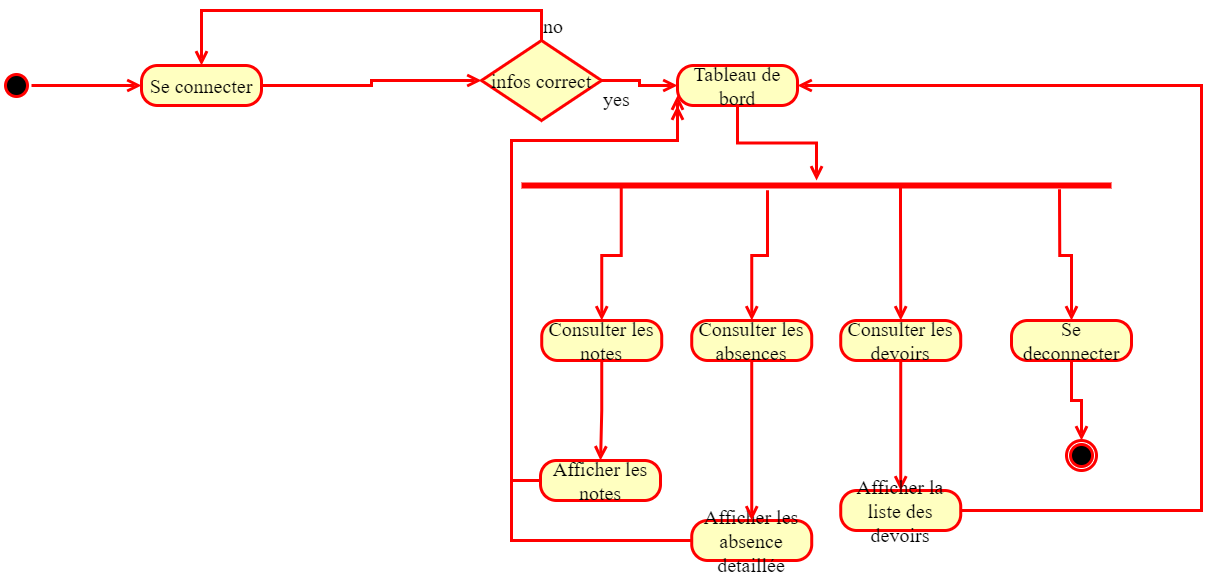 no
Se connecter
infos correct
yes
Tableau de
bord
Consulter les
notes
Consulter les
absences
Consulter les
devoirs
Se
deconnecter
Afficher les
notes
Afficher les
absence
detaillée
Afficher la
liste des
devoirs